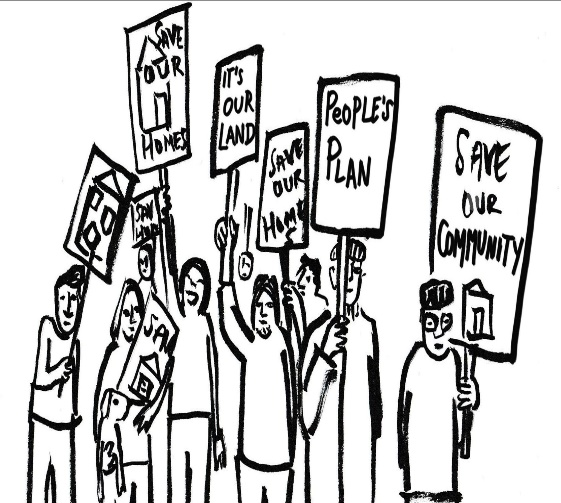 SAVE
OUR
HOMES
IT'S
OUR
LAND
SAVE
OUR
HOMES
PEOPLE'S
PLAN
SAVE
OUR
COMMUNITY